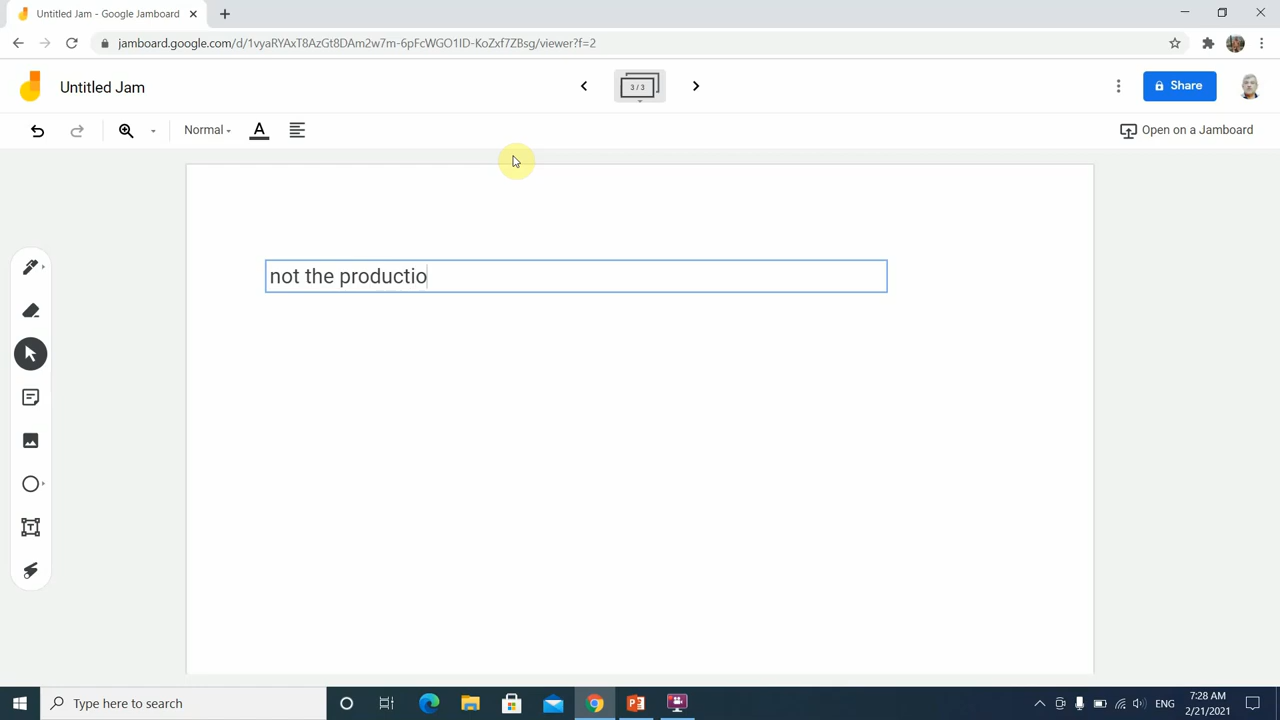 Untitled Jam - Google Jamboard
jamboard.google.com/d/1vyaRYAxT8AzGt8DAm2w7m-6pFcWGO1ID-KoZxf7ZBsg/viewer?f=2
Untitled Jam
3 / 3
Share
Normal
A
Open on a Jamboard
not the productio
T
Type here to search
ENG
7:28 AM
2/21/2021